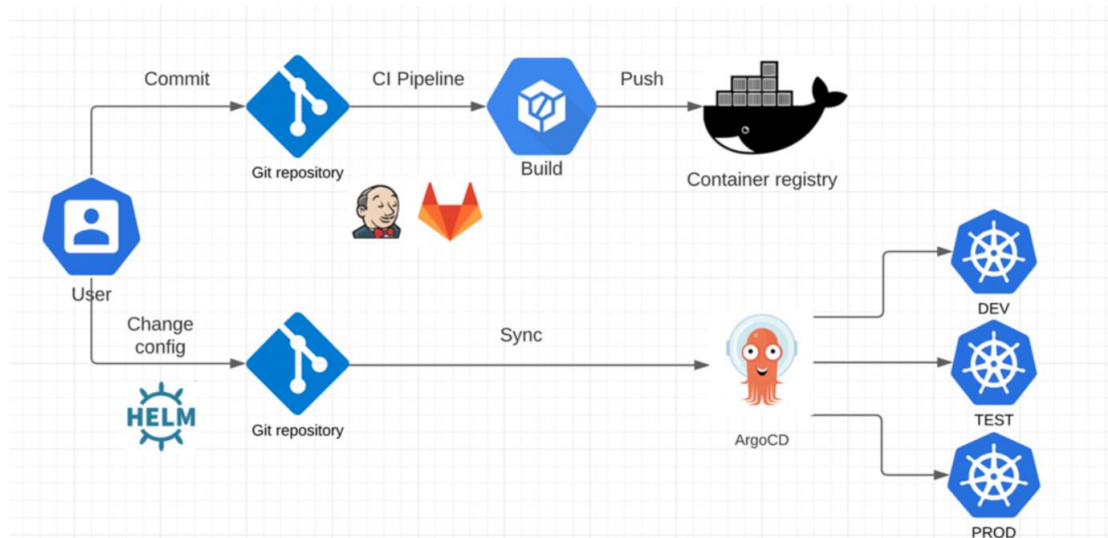 Commit
CI Pipeline
Push
Git repository
Build
Container registry
User
Change
config
Sync
HELM
Git repository
ArgoCD
DEV
TEST
PROD